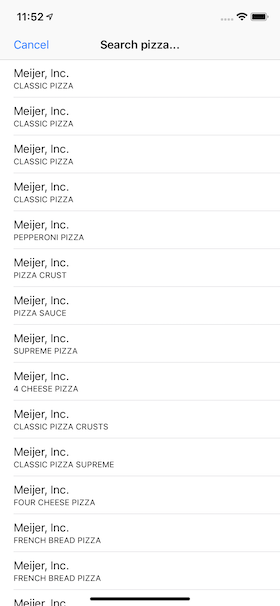 11:52
Cancel Search pizza...
Meijer, Inc.
CLASSIC PIZZA
Meijer, Inc.
CLASSIC PIZZA
Meijer, Inc.
CLASSIC PIZZA
Meijer, Inc.
CLASSIC PIZZA
Meijer, Inc.
PEPPERONI PIZZA
Meijer, Inc.
PIZZA CRUST
Meijer, Inc.
PIZZA SAUCE
Meijer, Inc.
SUPREME PIZZA
Meijer, Inc.
4 CHEESE PIZZA
Meijer, Inc.
CLASSIC PIZZA CRUSTS
Meijer, Inc.
CLASSIC PIZZA SUPREME
Meijer, Inc.
FOUR CHEESE PIZZA
Meijer, Inc.
FRENCH BREAD PIZZA
Meijer, Inc.
FRENCH BREAD PIZZA
Meijer, Inc.